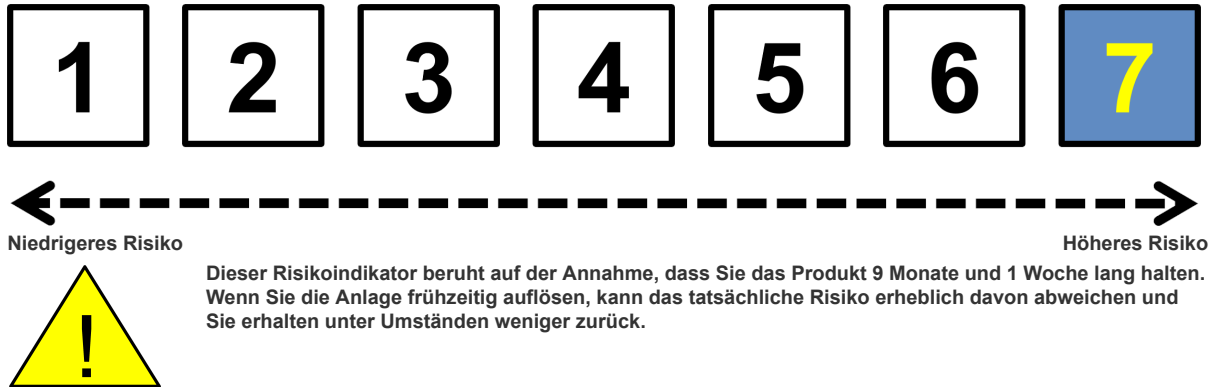 1 2 3 4 5 6 7
Niedrigeres Risiko Höheres Risiko
Dieser Risikoindikator beruht auf der Annahme, dass Sie das Produkt 9 Monate und 1 Woche lang halten.
Wenn Sie die Anlage frühzeitig auflösen, kann das tatsächliche Risiko erheblich davon abweichen und
Sie erhalten unter Umständen weniger zurück.
!